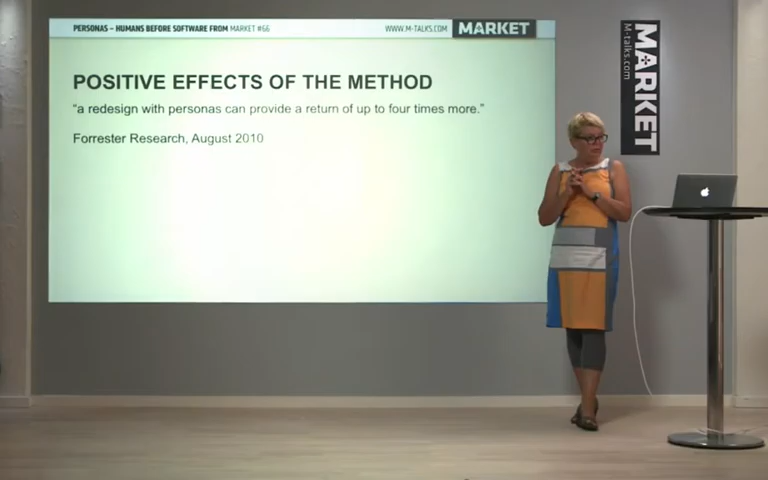 PERSONAS – HUMANS BEFORE SOFTWARE FROM MARKET #66
WWW.M-TALKS.COM MARKET
POSITIVE EFFECTS OF THE METHOD
“a redesign with personas can provide a return of up to four times more.”
Forrester Research, August 2010
MARKET
M-talks.com